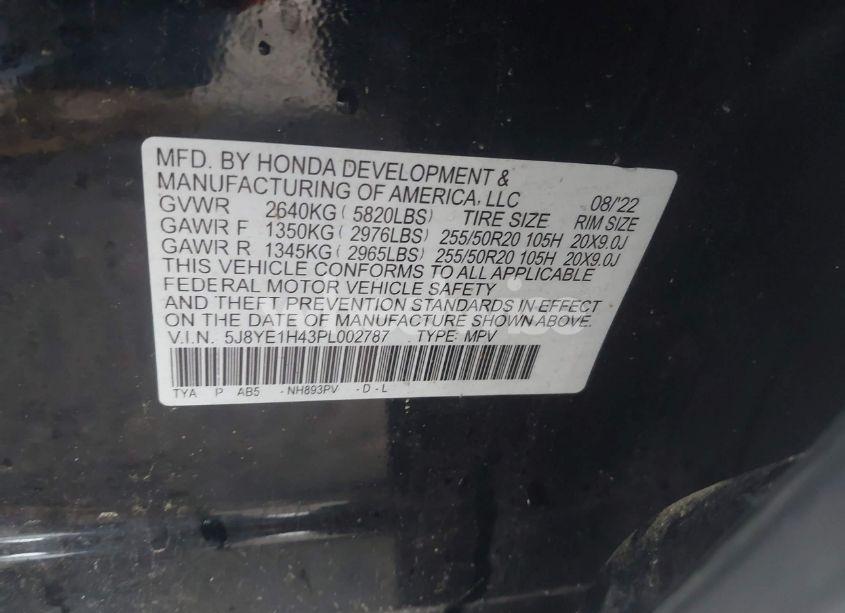 MFD. BY HONDA DEVELOPMENT &
MANUFACTURING OF AMERICA, LLC 08/'22
GVWR 2640KG ( 5820LBS) TIRE SIZE RIM SIZE
GAWR F 1350KG ( 2976LBS) 255/50R20 105H 20X9.0J
GAWR R 1345KG ( 2965LBS) 255/50R20 105H 20X9.0J
THIS VEHICLE CONFORMS TO ALL APPLICABLE
FEDERAL MOTOR VEHICLE SAFETY
AND THEFT PREVENTION STANDARDS IN EFFECT
ON THE DATE OF MANUFACTURE SHOWN ABOVE.
V.I.N. 5J8YE1H43PL002787 TYPE: MPV
TYA P AB5 - NH893PV - D - L